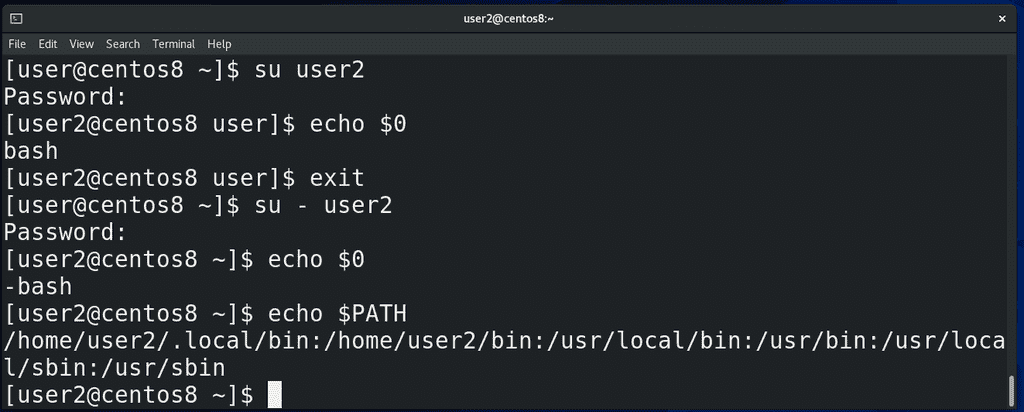 user2@centos8:~
×
File Edit View Search Terminal Help
[user@centos8 ~]$ su user2
Password:
[user2@centos8 user]$ echo $0
bash
[user2@centos8 user]$ exit
[user2@centos8 ~]$ su - user2
Password:
[user2@centos8 ~]$ echo $0
-bash
[user2@centos8 ~]$ echo $PATH
/home/user2/.local/bin:/home/user2/bin:/usr/local/bin:/usr/bin:/usr/loca
l/sbin:/usr/sbin
[user2@centos8 ~]$